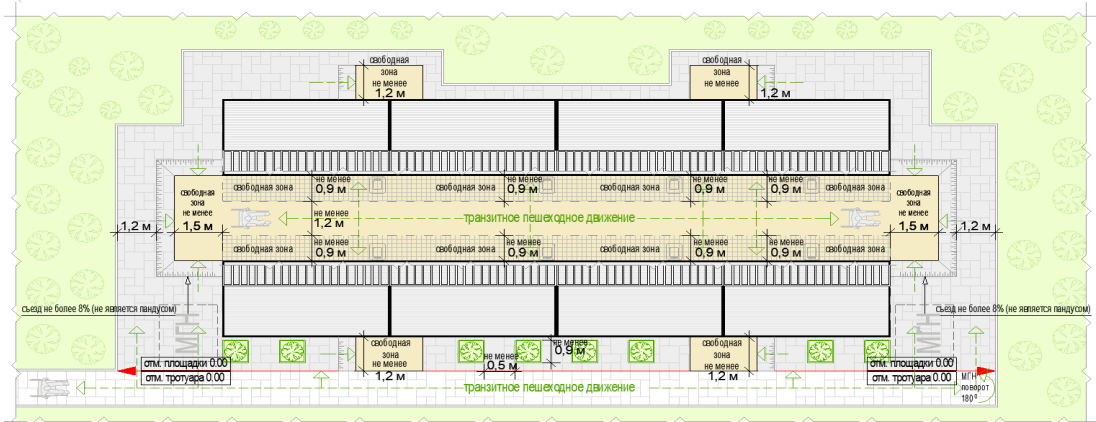 свободная
зона
не менее
1,2 м
свободная
зона
не менее
1,2 м
свободная зона
не менее
0,9 м
свободная зона
не менее
0,9 м
свободная зона
не менее
0,9 м
не менее
0,9 м
свободная зона
свободная
зона
не менее
1,5 м
1,2 м
не менее
1,2 м
транзитное пешеходное движение
свободная
зона
не менее
1,5 м
1,2 м
свободная зона
не менее
0,9 м
свободная зона
не менее
0,9 м
свободная зона
не менее
0,9 м
не менее
0,9 м
свободная зона
съезд не более 8% (не является пандусом)
съезд не более 8% (не является пандусом)
МГН
МГН
свободная
зона
не менее
1,2 м
не менее
0,5 м
не менее
0,9 м
свободная
зона
не менее
1,2 м
отм. площадки 0.00
отм. тротуара 0.00
отм. площадки 0.00
отм. тротуара 0.00
транзитное пешеходное движение
МГН
поворот
180°